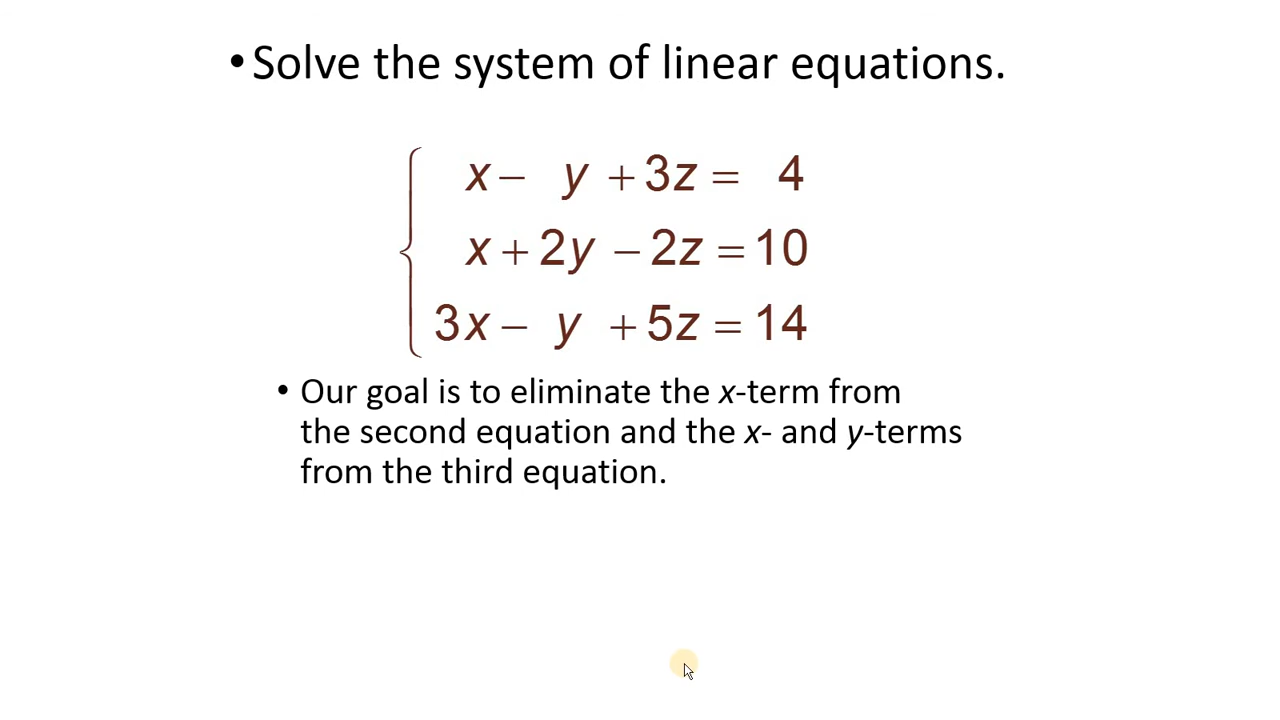 • Solve the system of linear equations.
x − y + 3z = 4
x + 2y − 2z = 10
3x − y + 5z = 14
• Our goal is to eliminate the x-term from
the second equation and the x- and y-terms
from the third equation.